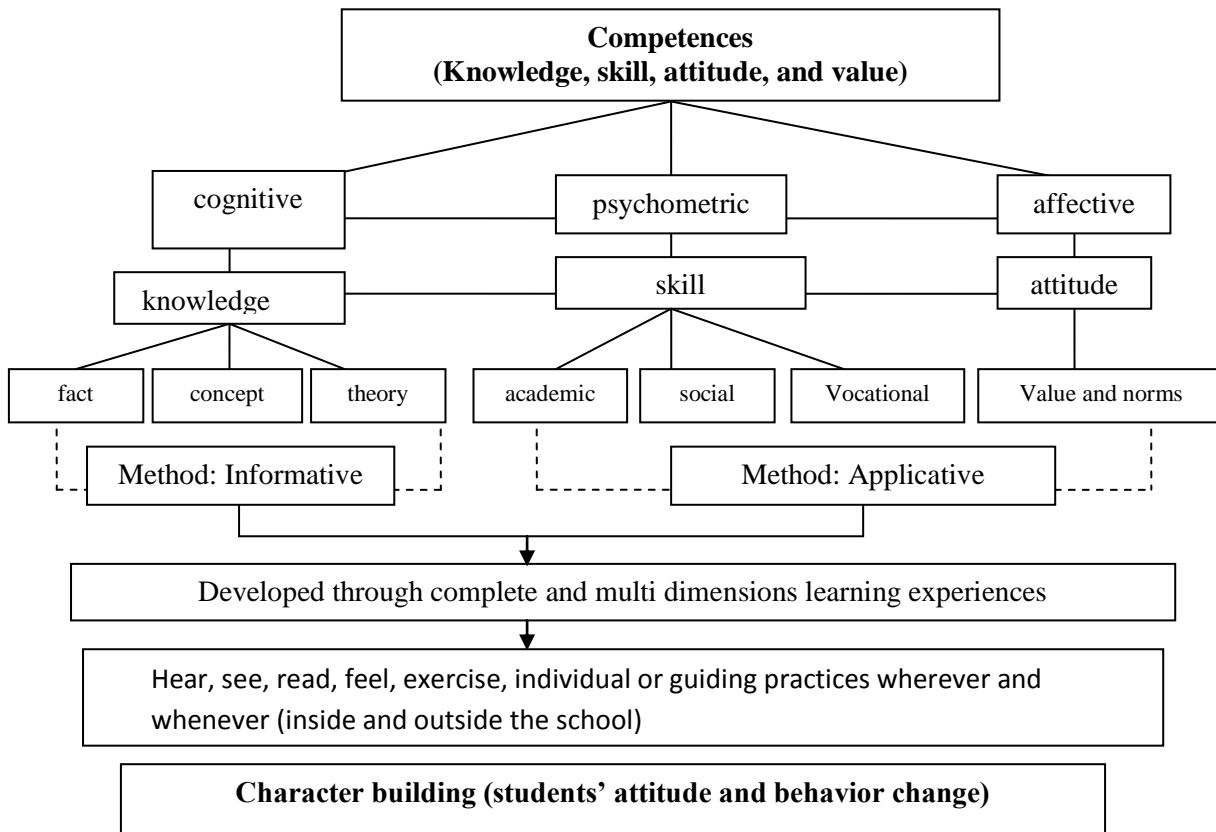 Competences
(Knowledge, skill, attitude, and value)
cognitive
psychometric
affective
knowledge
skill
attitude
fact
concept
theory
academic
social
Vocational
Value and norms
Method: Informative
Method: Applicative
Developed through complete and multi dimensions learning experiences
Hear, see, read, feel, exercise, individual or guiding practices wherever and
whenever (inside and outside the school)
Character building (students’ attitude and behavior change)